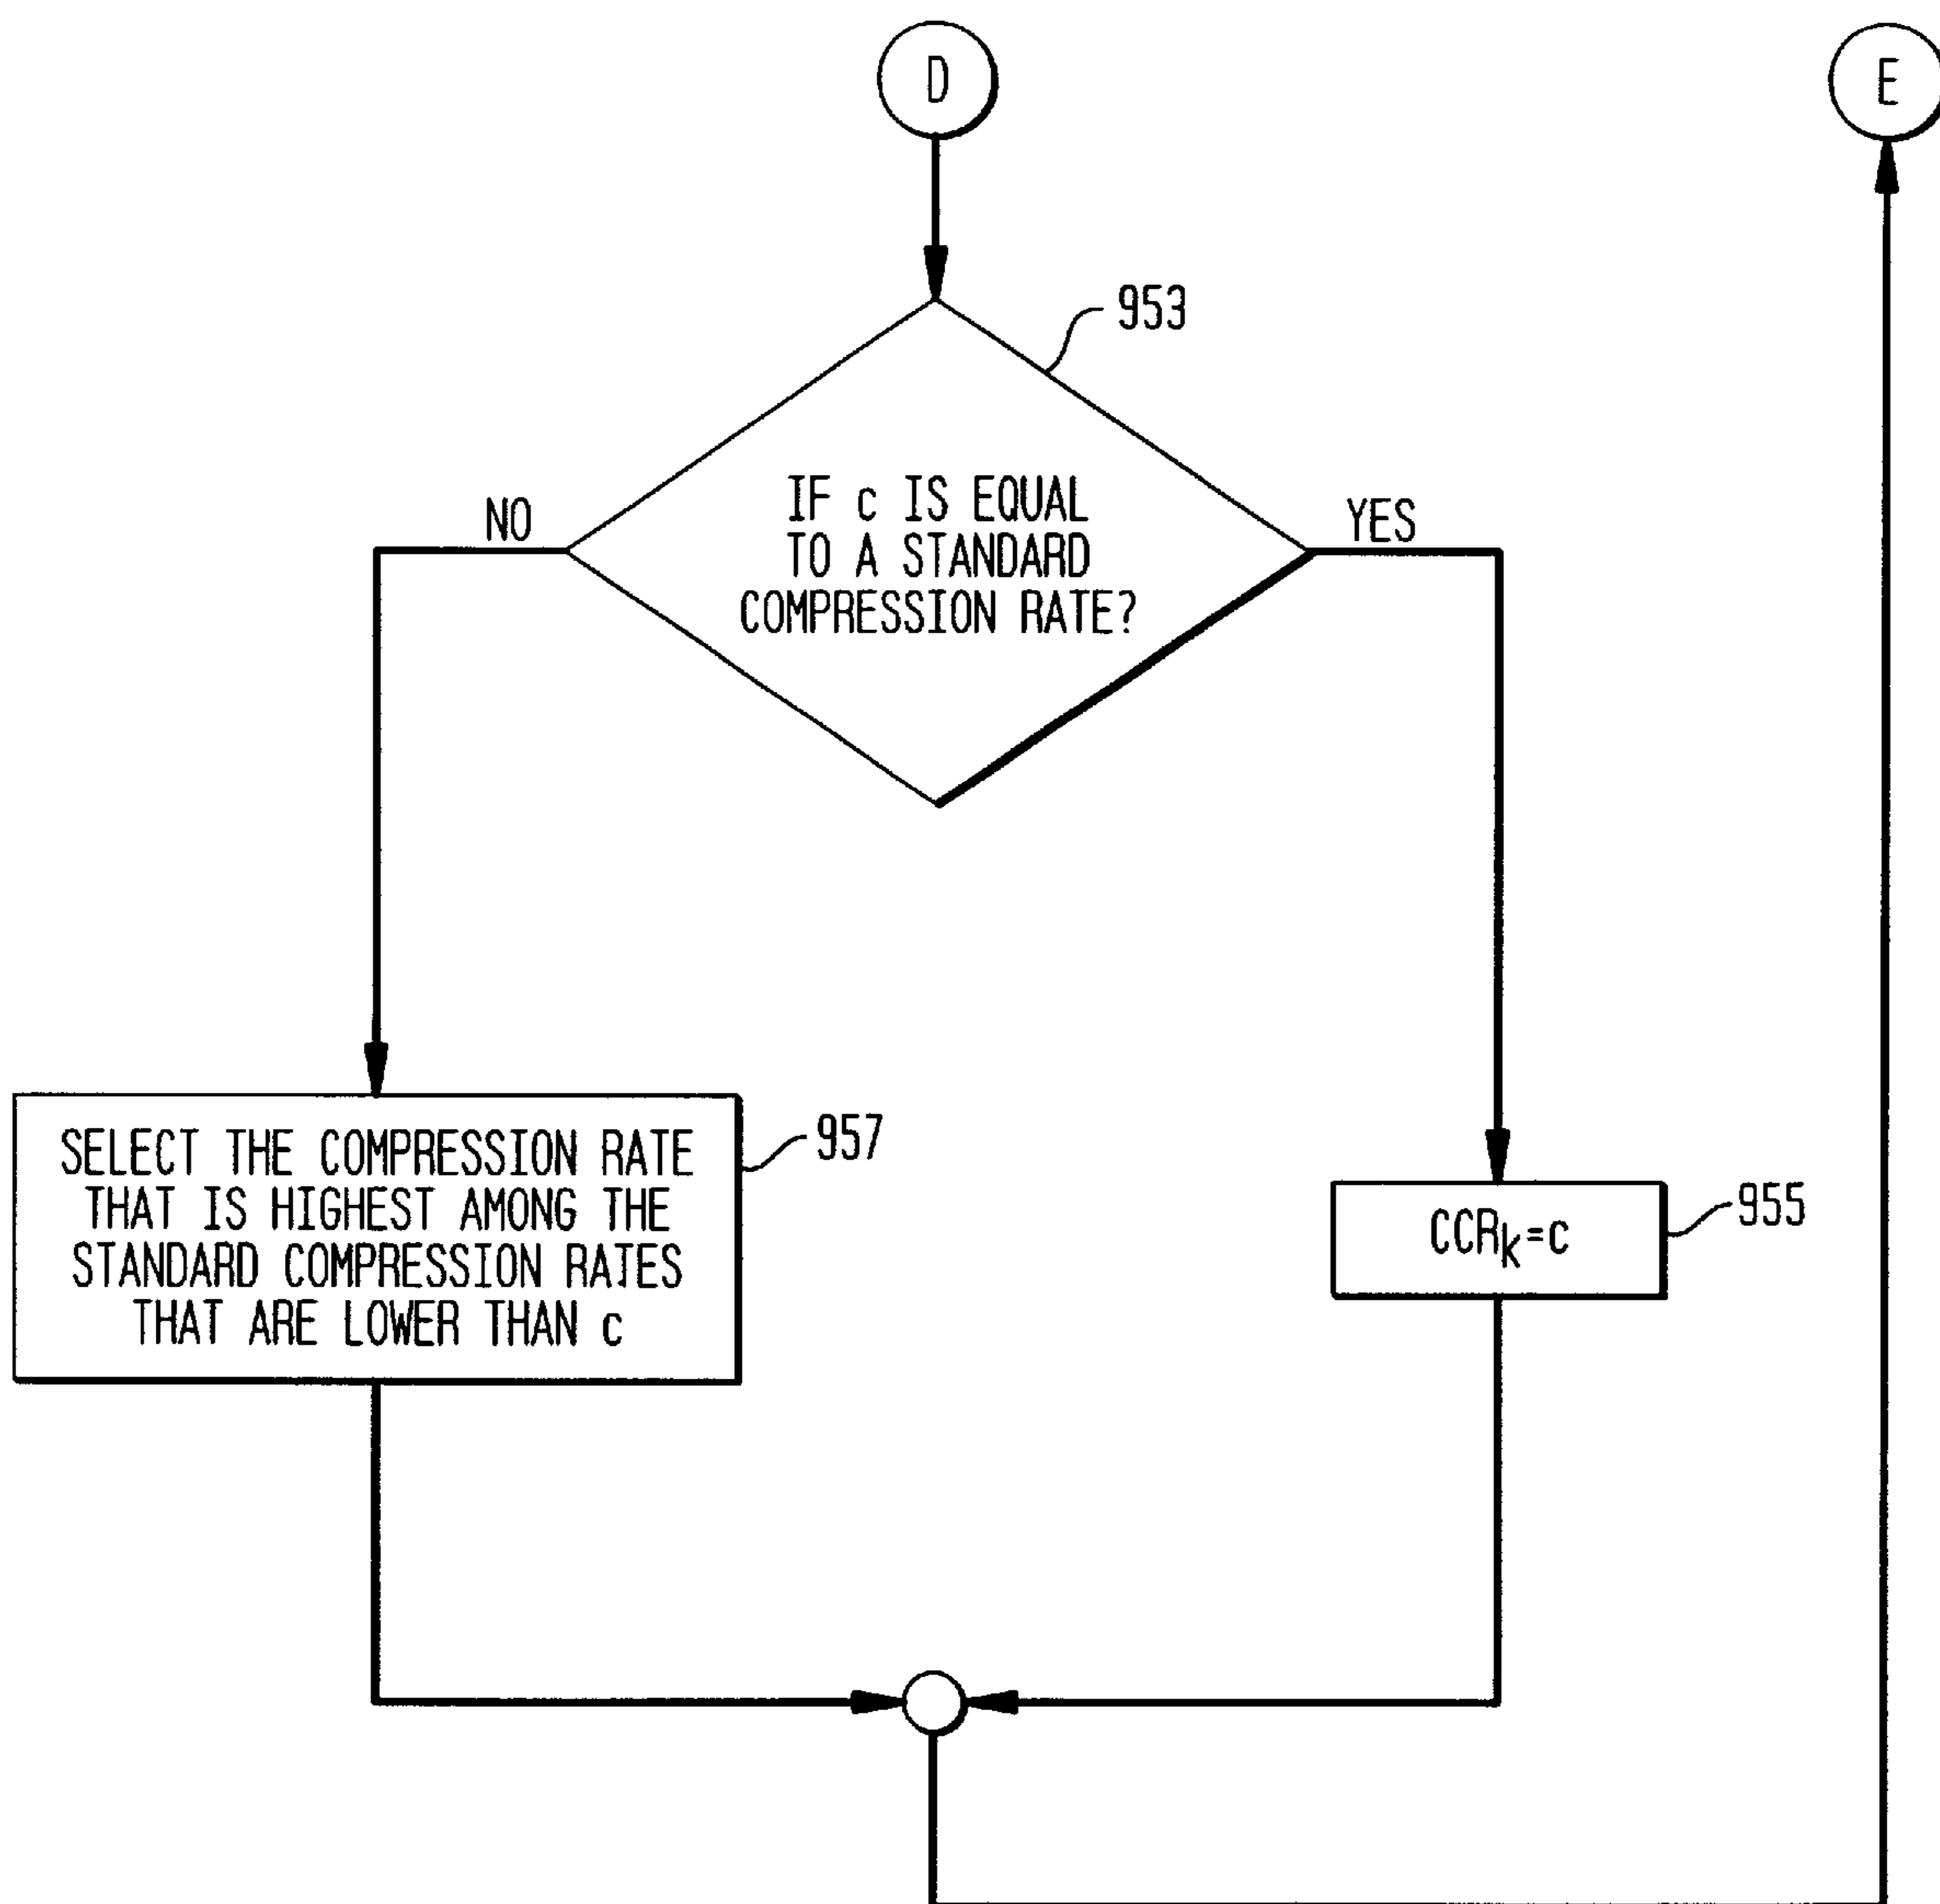 D
E
953
IF c IS EQUAL
TO A STANDARD
COMPRESSION RATE?
NO
YES
SELECT THE COMPRESSION RATE
THAT IS HIGHEST AMONG THE
STANDARD COMPRESSION RATES
THAT ARE LOWER THAN c
957
CCRk=c
955